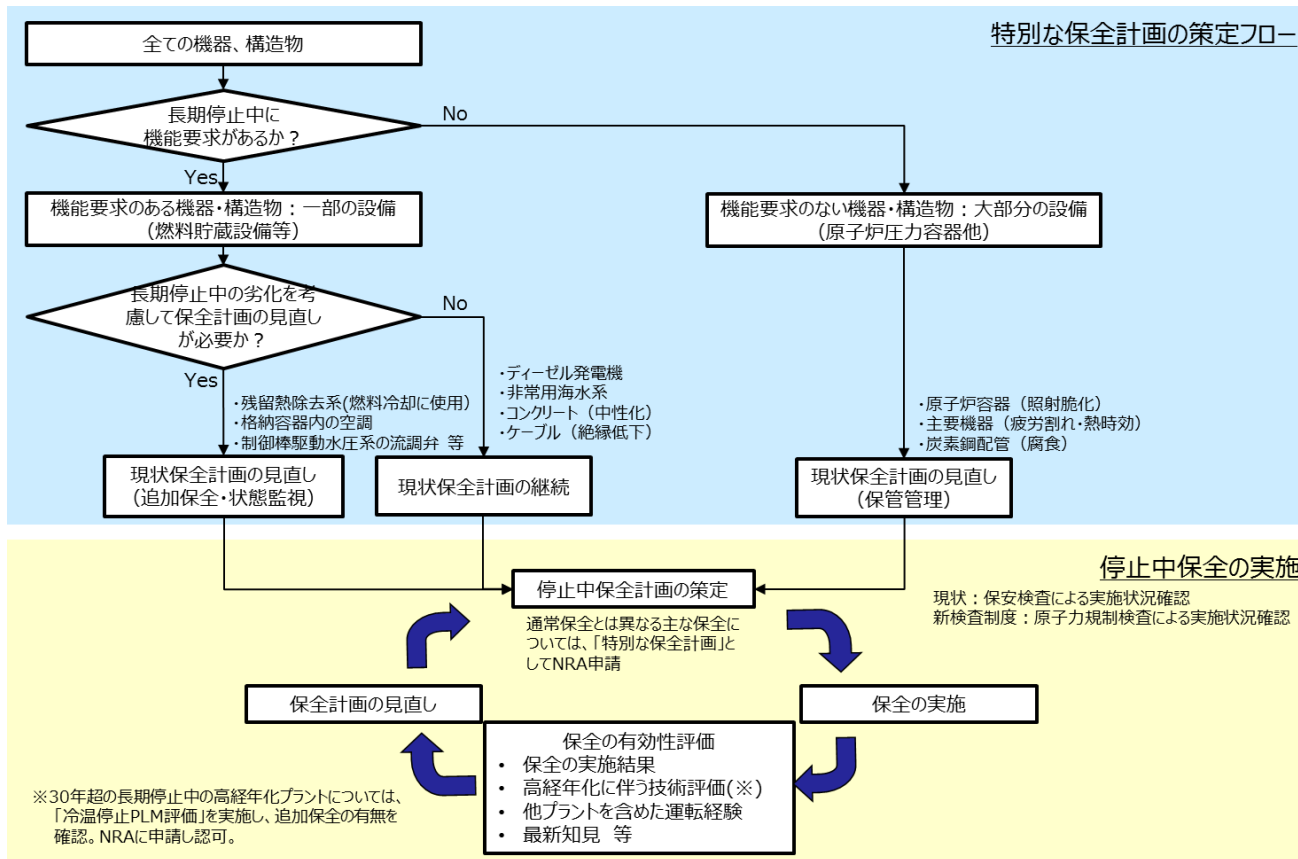 特別な保全計画の策定フロー
全ての機器、構造物
長期停止中に
機能要求があるか？
No
Yes
機能要求のある機器・構造物：一部の設備
(燃料貯蔵設備等)
機能要求のない機器・構造物：大部分の設備
(原子炉圧力容器他)
長期停止中の劣化を考
慮して保全計画の見直し
が必要か？
No
Yes
・残留熱除去系(燃料冷却に使用)
・格納容器内の空調
・制御棒駆動水圧系の流調弁 等
・ディーゼル発電機
・非常用海水系
・コンクリート（中性化）
・ケーブル（絶縁低下）
・原子炉容器（照射脆化）
・主要機器（疲労割れ・熱時効）
・炭素鋼配管（腐食）
現状保全計画の見直し
(追加保全・状態監視)
現状保全計画の継続
現状保全計画の見直し
(保管管理)
停止中保全の実施
現状：保安検査による実施状況確認
新検査制度：原子力規制検査による実施状況確認
停止中保全計画の策定
通常保全とは異なる主な保全に
ついては、「特別な保全計画」と
してNRA申請
保全計画の見直し
保全の実施
保全の有効性評価
• 保全の実施結果
• 高経年化に伴う技術評価(※)
• 他プラントを含めた運転経験
• 最新知見 等
※30年超の長期停止中の高経年化プラントについては、
「冷温停止PLM評価」を実施し、追加保全の有無を
確認。NRAに申請し認可。